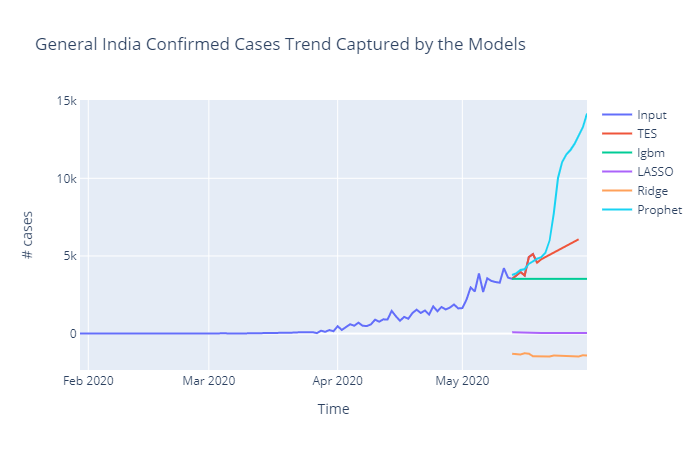 General India Confirmed Cases Trend Captured by the Models
15k
10k
5k
0
# cases
Feb 2020
Mar 2020
Apr 2020
May 2020
Time
Input
TES
lgbm
LASSO
Ridge
Prophet